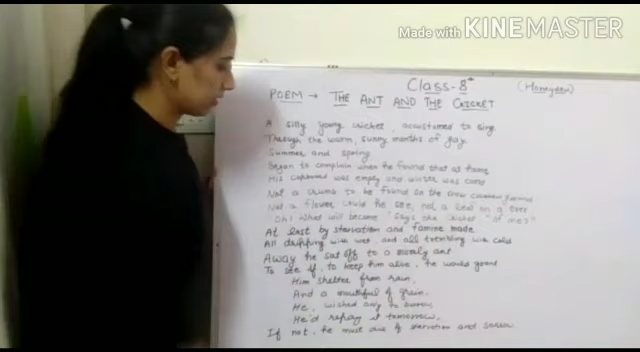 Made with KINEMASTER
Class-8th (Honeydew)
POEM → THE ANT AND THE CRICKET
A silly young cricket, accustomed to sing
Through the warm, sunny months of gay
Summer and spring
Began to complain when he found that at home
His cupboard was empty and winter was come
Not a crumb to be found on the snow covered ground
Not a flower could he see, not a leaf on a tree
"Oh! What will become" says the cricket "of me?"
At last by starvation and famine made
All dripping with wet, and all trembling with cold
Away he sat off to a miserly ant
To see if, to keep him alive, he would grant
Him shelter from rain,
And a mouthful of grain.
He, wished only to borrow,
He'd repay it tomorrow,
If not, he must die of starvation and sorrow